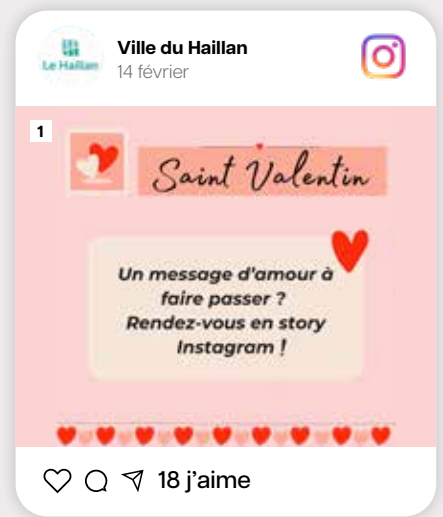 Le Haillan
Ville du Haillan
14 février
1
Saint Valentin
Un message d'amour à
faire passer ?
Rendez-vous en story
Instagram !
18 j'aime